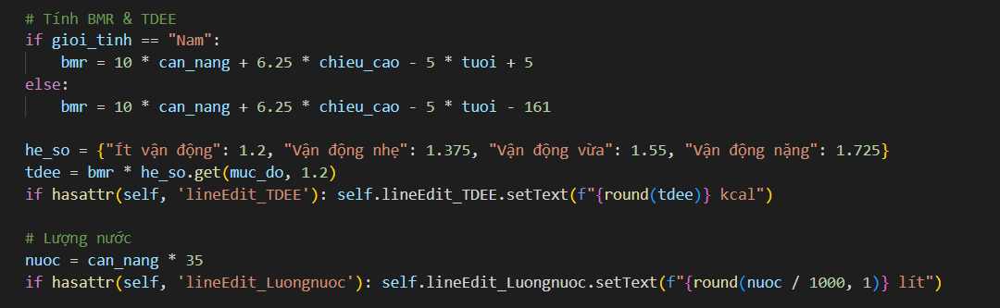 # Tính BMR & TDEE
if gioi_tinh == "Nam":
    bmr = 10 * can_nang + 6.25 * chieu_cao - 5 * tuoi + 5
else:
    bmr = 10 * can_nang + 6.25 * chieu_cao - 5 * tuoi - 161

he_so = {"Ít vận động": 1.2, "Vận động nhẹ": 1.375, "Vận động vừa": 1.55, "Vận động nặng": 1.725}
tdee = bmr * he_so.get(muc_do, 1.2)
if hasattr(self, 'lineEdit_TDEE'): self.lineEdit_TDEE.setText(f"{round(tdee)} kcal")

# Lượng nước
nuoc = can_nang * 35
if hasattr(self, 'lineEdit_Luongnuoc'): self.lineEdit_Luongnuoc.setText(f"{round(nuoc / 1000, 1)} lít")